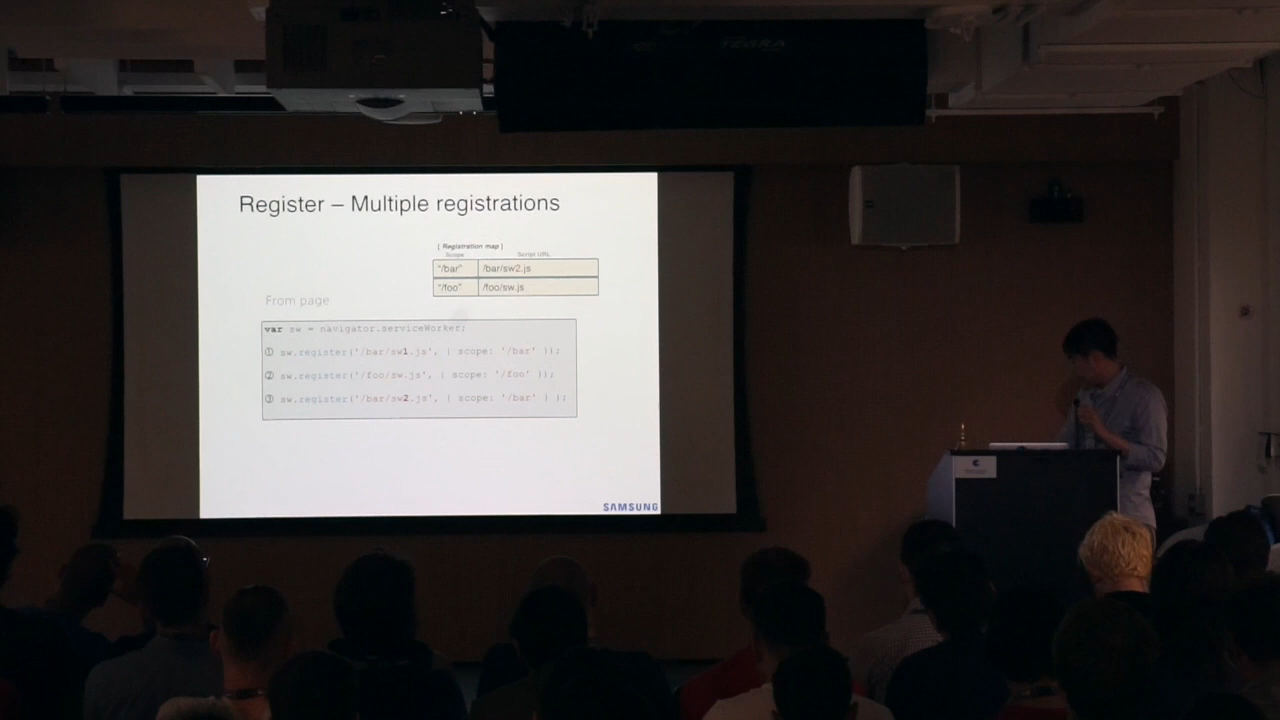 TEGRA
Register – Multiple registrations
[ Registration map ]
Scope Script URL
"/bar" /bar/sw2.js
"/foo" /foo/sw.js
From page
var sw = navigator.serviceWorker;
① sw.register('/bar/sw1.js', { scope: '/bar' });
② sw.register('/foo/sw.js', { scope: '/foo' });
③ sw.register('/bar/sw2.js', { scope: '/bar' } );
SAMSUNG